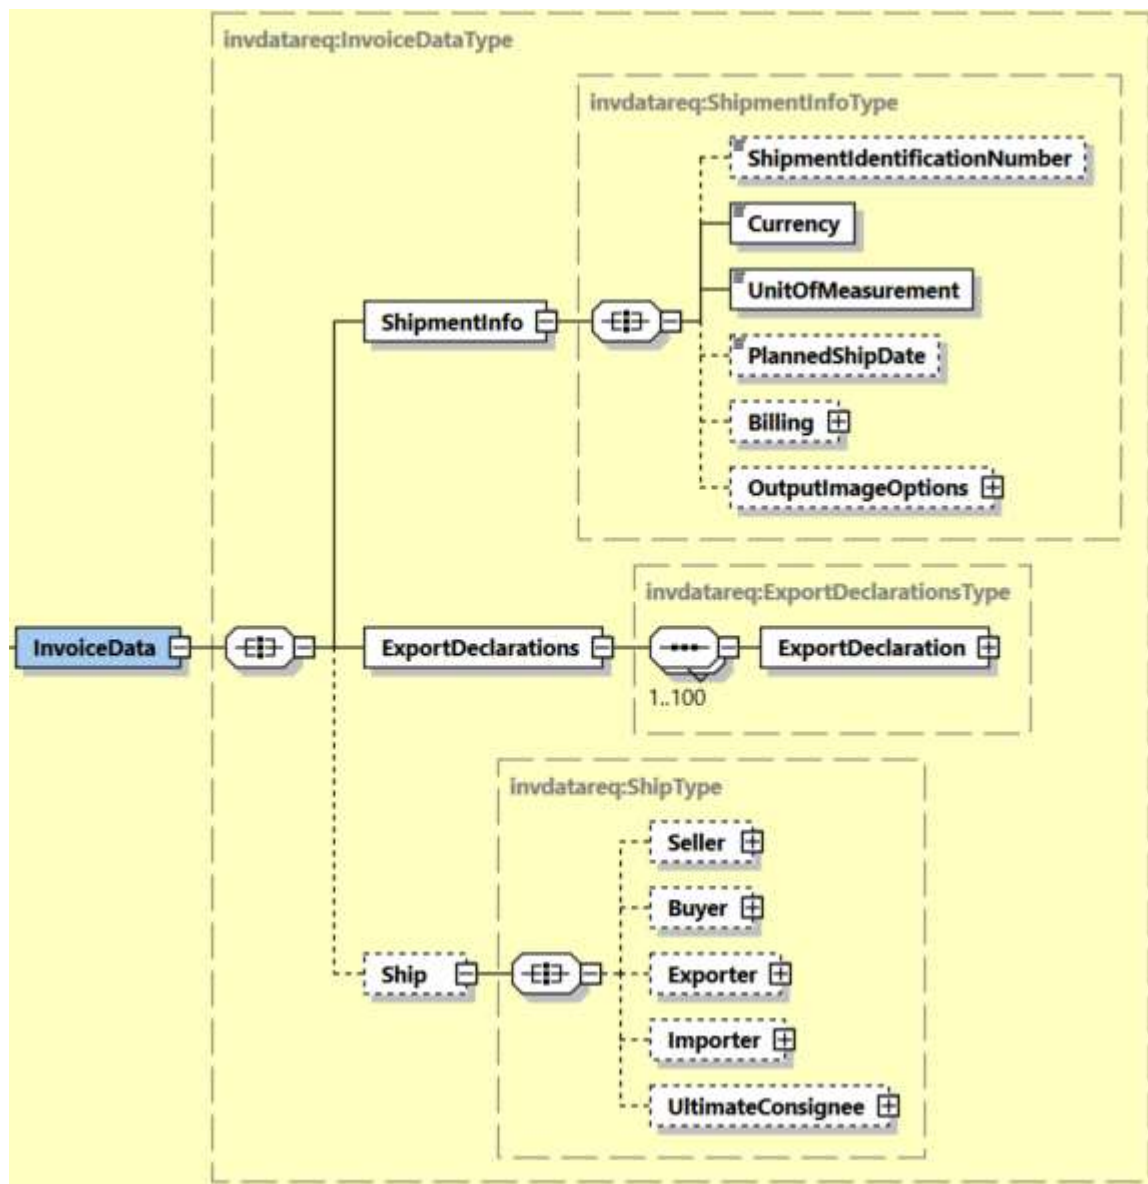 invdatareq:InvoiceDataType
invdatareq:ShipmentInfoType
ShipmentIdentificationNumber
Currency
UnitOfMeasurement
ShipmentInfo
PlannedShipDate
Billing
OutputImageOptions
invdatareq:ExportDeclarationsType
InvoiceData
ExportDeclarations
ExportDeclaration
1..100
invdatareq:ShipType
Seller
Buyer
Ship
Exporter
Importer
UltimateConsignee